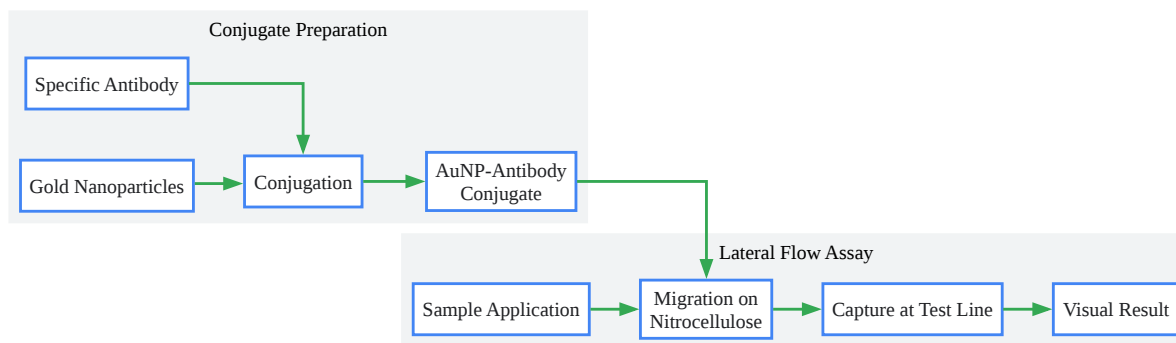 Conjugate Preparation
Specific Antibody
Gold Nanoparticles
Conjugation
AuNP-Antibody
Conjugate
Lateral Flow Assay
Sample Application
Migration on
Nitrocellulose
Capture at Test Line
Visual Result